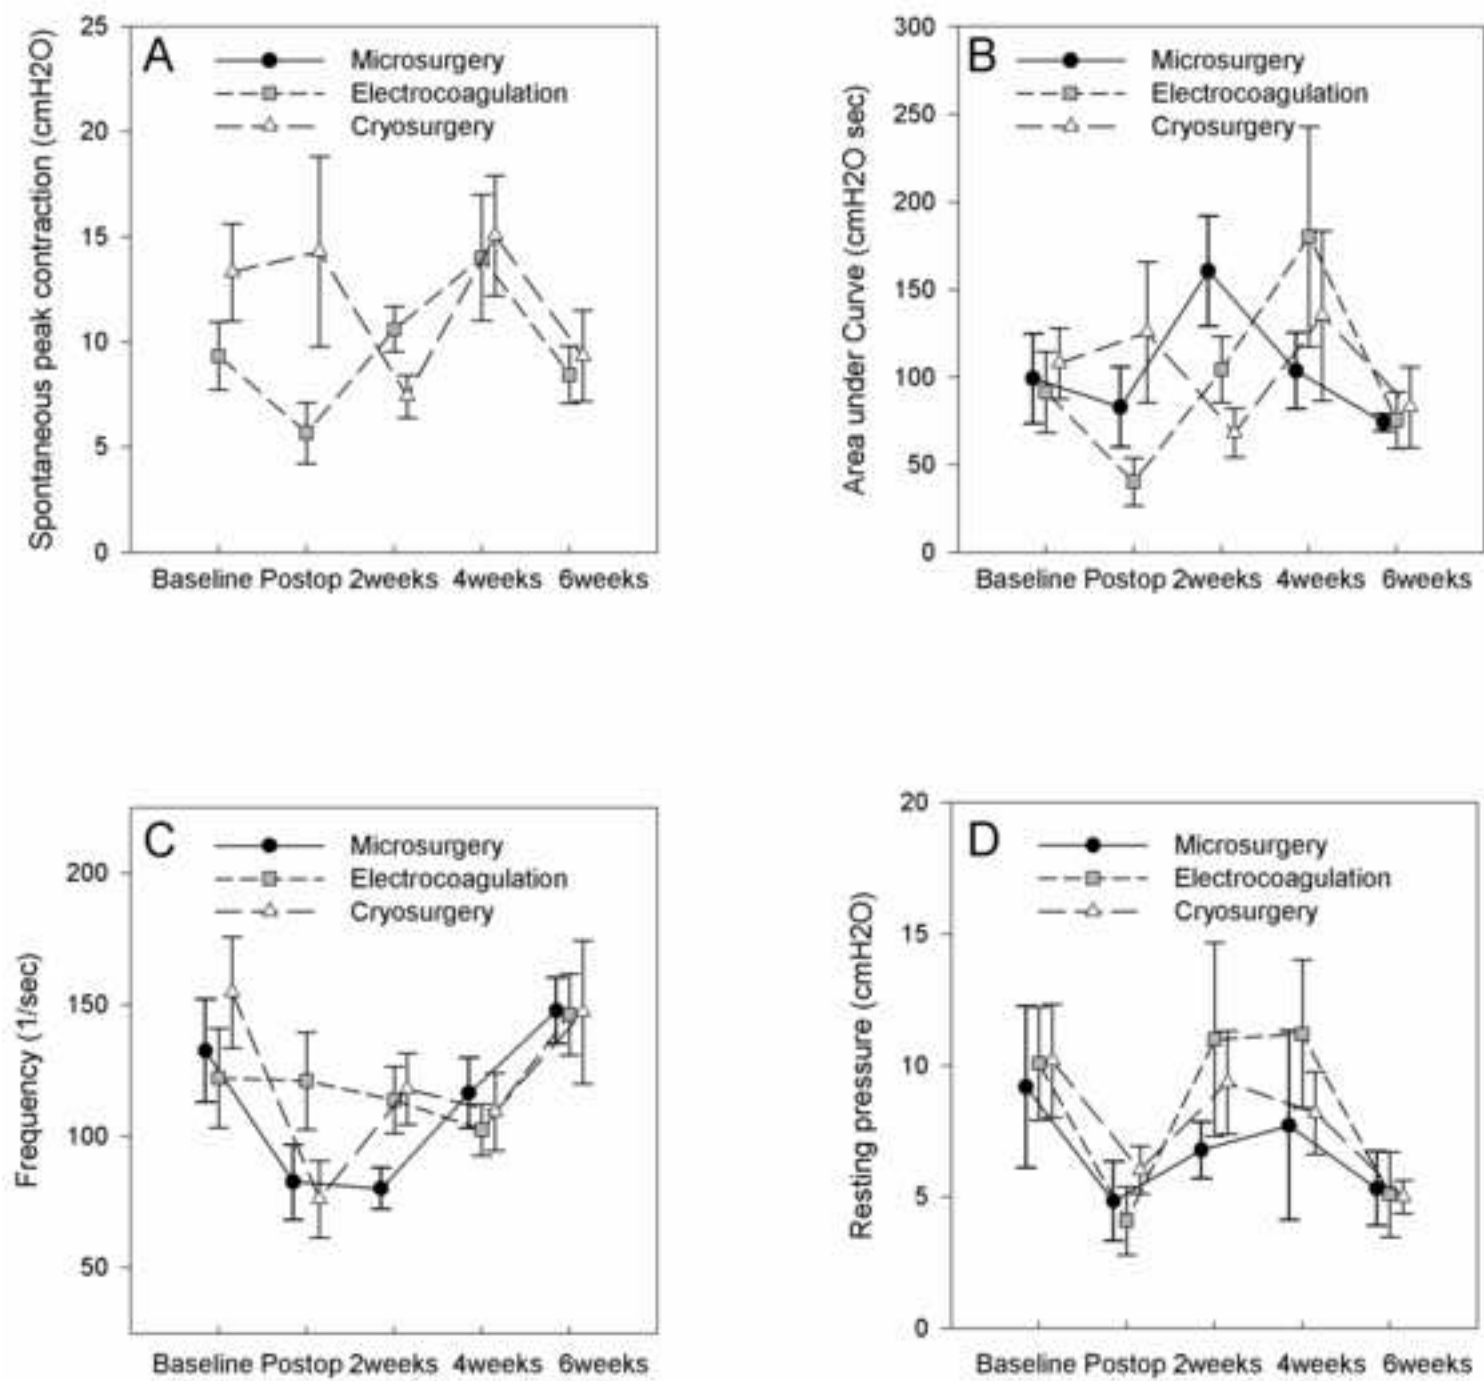 A
Microsurgery
Electrocoagulation
Cryosurgery
Spontaneous peak contraction (cmH2O)
25
20
15
10
5
0
Baseline Postop 2weeks 4weeks 6weeks
B
Microsurgery
Electrocoagulation
Cryosurgery
Area under Curve (cmH2O sec)
300
250
200
150
100
50
0
Baseline Postop 2weeks 4weeks 6weeks
C
Microsurgery
Electrocoagulation
Cryosurgery
Frequency (1/sec)
200
150
100
50
Baseline Postop 2weeks 4weeks 6weeks
D
Microsurgery
Electrocoagulation
Cryosurgery
Resting pressure (cmH2O)
20
15
10
5
0
Baseline Postop 2weeks 4weeks 6weeks